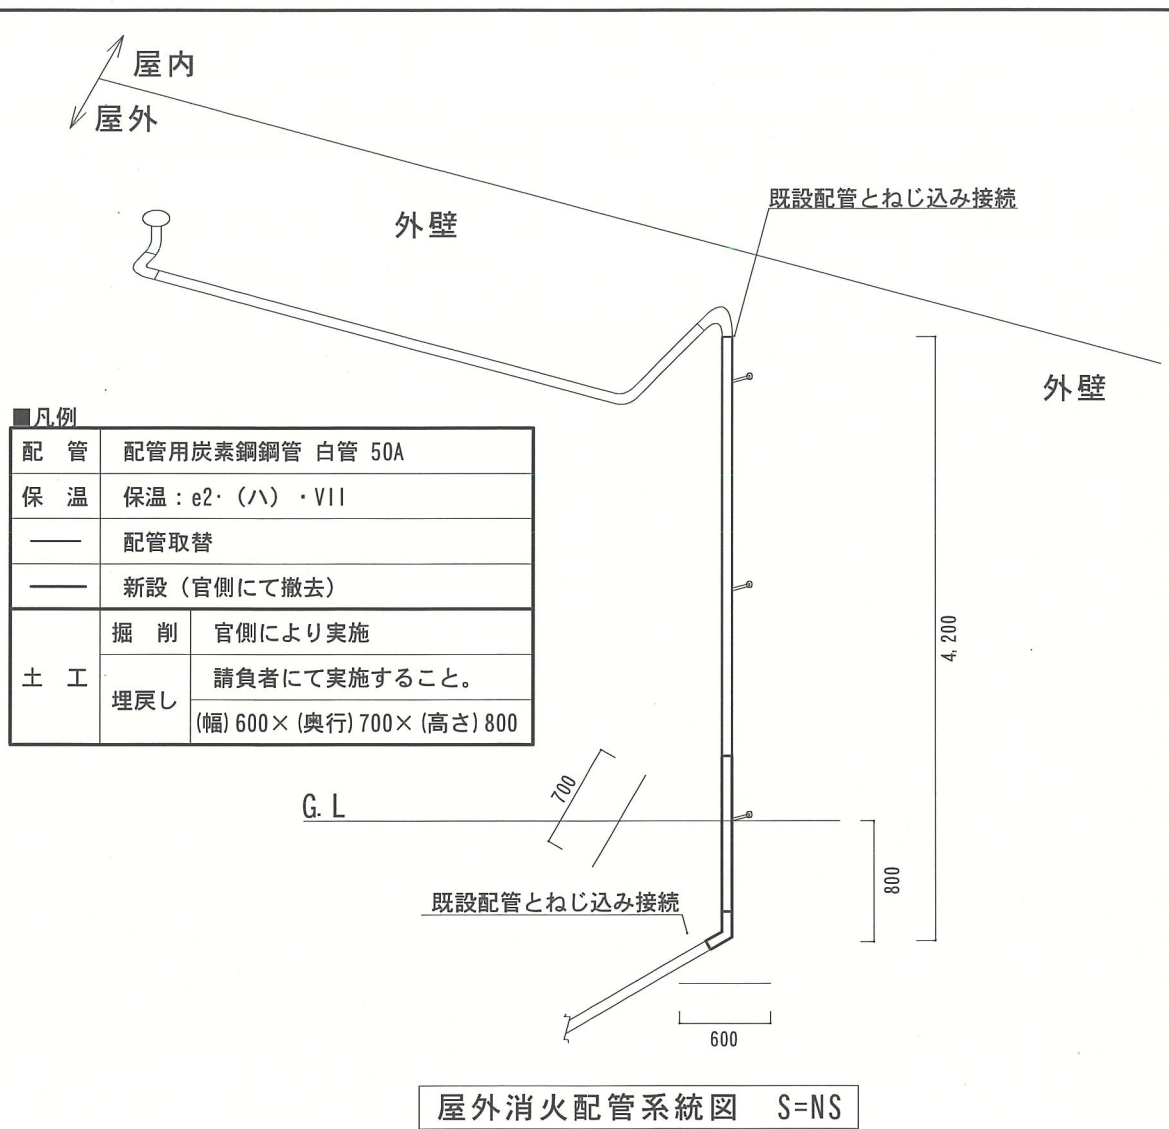 屋内
屋外
既設配管とねじ込み接続
外壁
外壁
■凡例
配 管 配管用炭素鋼鋼管 白管 50A
保 温 保温：e2・（ハ）・VII
配管取替
新設（官側にて撤去）
土 工 掘 削 官側により実施
埋戻し 請負者にて実施すること。
(幅)600×(奥行)700×(高さ)800
4,200
700
G.L
800
既設配管とねじ込み接続
600
屋外消火配管系統図 S=NS